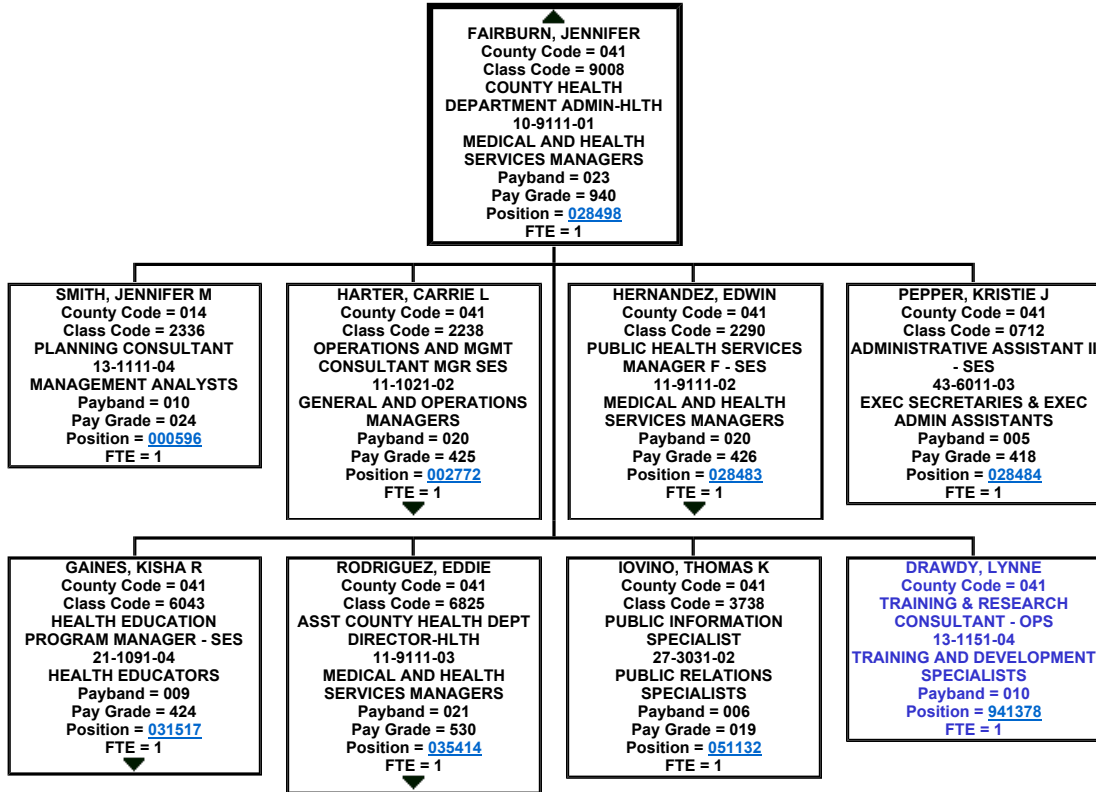 FAIRBURN, JENNIFER
County Code = 041
Class Code = 9008
COUNTY HEALTH
DEPARTMENT ADMIN-HLTH
10-9111-01
MEDICAL AND HEALTH
SERVICES MANAGERS
Payband = 023
Pay Grade = 940
Position = 028498
FTE = 1
SMITH, JENNIFER M
County Code = 014
Class Code = 2336
PLANNING CONSULTANT
13-1111-04
MANAGEMENT ANALYSTS
Payband = 010
Pay Grade = 024
Position = 000596
FTE = 1
HARTER, CARRIE L
County Code = 041
Class Code = 2238
OPERATIONS AND MGMT
CONSULTANT MGR SES
11-1021-02
GENERAL AND OPERATIONS
MANAGERS
Payband = 020
Pay Grade = 425
Position = 002772
FTE = 1
HERNANDEZ, EDWIN
County Code = 041
Class Code = 2290
PUBLIC HEALTH SERVICES
MANAGER F - SES
11-9111-02
MEDICAL AND HEALTH
SERVICES MANAGERS
Payband = 020
Pay Grade = 426
Position = 028483
FTE = 1
PEPPER, KRISTIE J
County Code = 041
Class Code = 0712
ADMINISTRATIVE ASSISTANT II
- SES
43-6011-03
EXEC SECRETARIES & EXEC
ADMIN ASSISTANTS
Payband = 005
Pay Grade = 418
Position = 028484
FTE = 1
GAINES, KISHA R
County Code = 041
Class Code = 6043
HEALTH EDUCATION
PROGRAM MANAGER - SES
21-1091-04
HEALTH EDUCATORS
Payband = 009
Pay Grade = 424
Position = 031517
FTE = 1
RODRIGUEZ, EDDIE
County Code = 041
Class Code = 6825
ASST COUNTY HEALTH DEPT
DIRECTOR-HLTH
11-9111-03
MEDICAL AND HEALTH
SERVICES MANAGERS
Payband = 021
Pay Grade = 530
Position = 035414
FTE = 1
IOVINO, THOMAS K
County Code = 041
Class Code = 3738
PUBLIC INFORMATION
SPECIALIST
27-3031-02
PUBLIC RELATIONS
SPECIALISTS
Payband = 006
Pay Grade = 019
Position = 051132
FTE = 1
DRAWDY, LYNNE
County Code = 041
TRAINING & RESEARCH
CONSULTANT - OPS
13-1151-04
TRAINING AND DEVELOPMENT
SPECIALISTS
Payband = 010
Position = 941378
FTE = 1